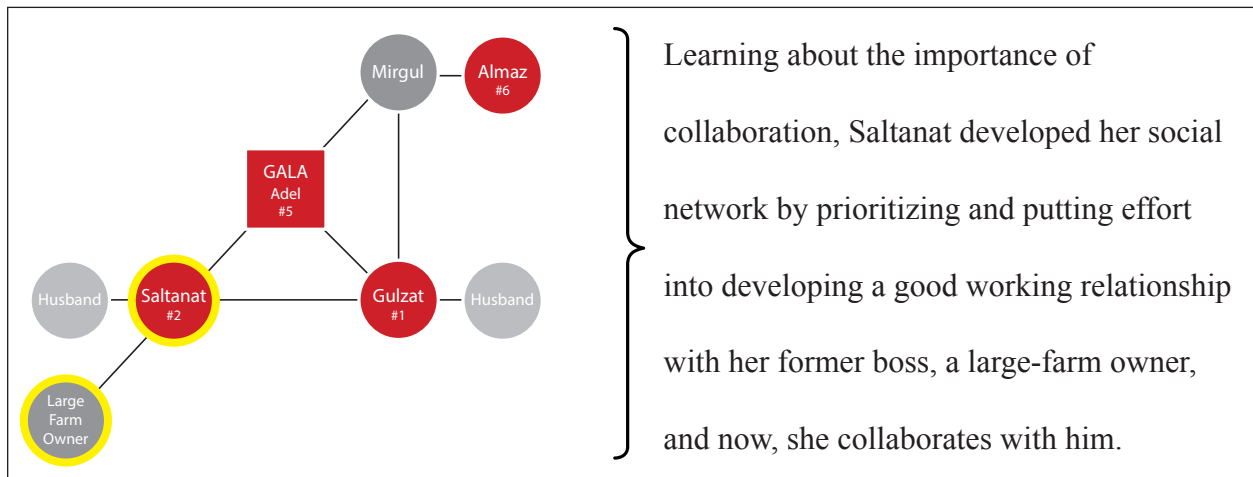 Mirgul
Almaz
#6
GALA
Adel
#5
Husband
Saltanat
#2
Gulzat
#1
Husband
Large
Farm
Owner
Learning about the importance of
collaboration, Saltanat developed her social
network by prioritizing and putting effort
into developing a good working relationship
with her former boss, a large-farm owner,
and now, she collaborates with him.